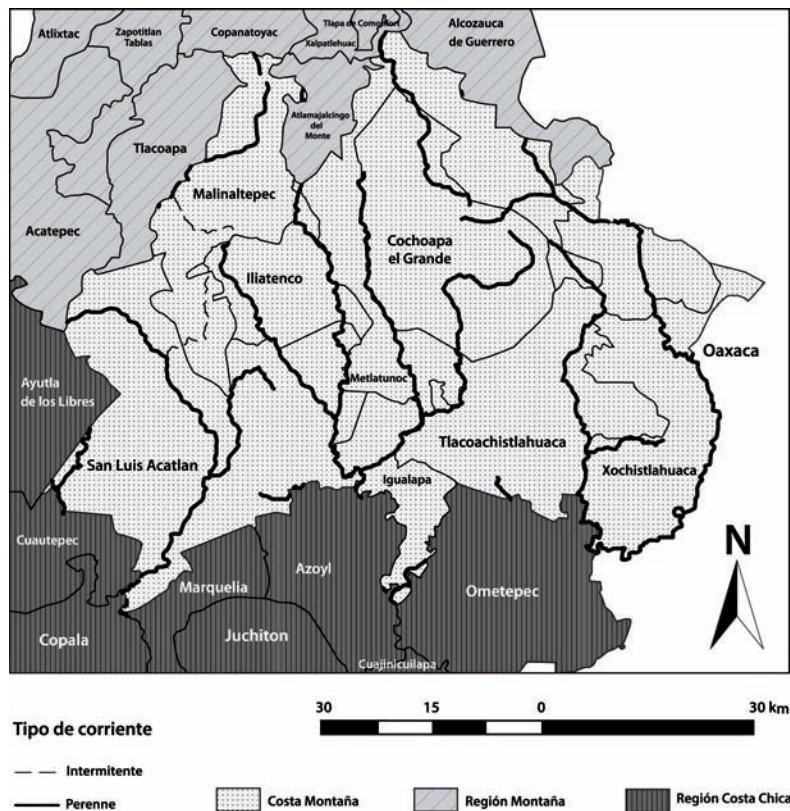 Atlixtac
Zapotitlan
Tablas
Copanatoyac
Tlapa de Comonfort
Xalpatlehuac
Alcozauca
de Guerrero
Atlamajalcingo
del
Monte
Tlacoapa
Malinaltepec
Acatepec
Cochoapa
el Grande
Iliatenco
Oaxaca
Ayutla
de los Libres
Metlatunoc
Tlacoachistlahuaca
San Luis Acatlan
Igualapa
Xochistlahuaca
Cuautepec
Marquelia
Azoyl
Ometepec
N
Copala
Juchiton
Cuajinicuilapa
30 15 0 30 km
Tipo de corriente
Intermitente
Perenne
Costa Montaña
Región Montaña
Región Costa Chica